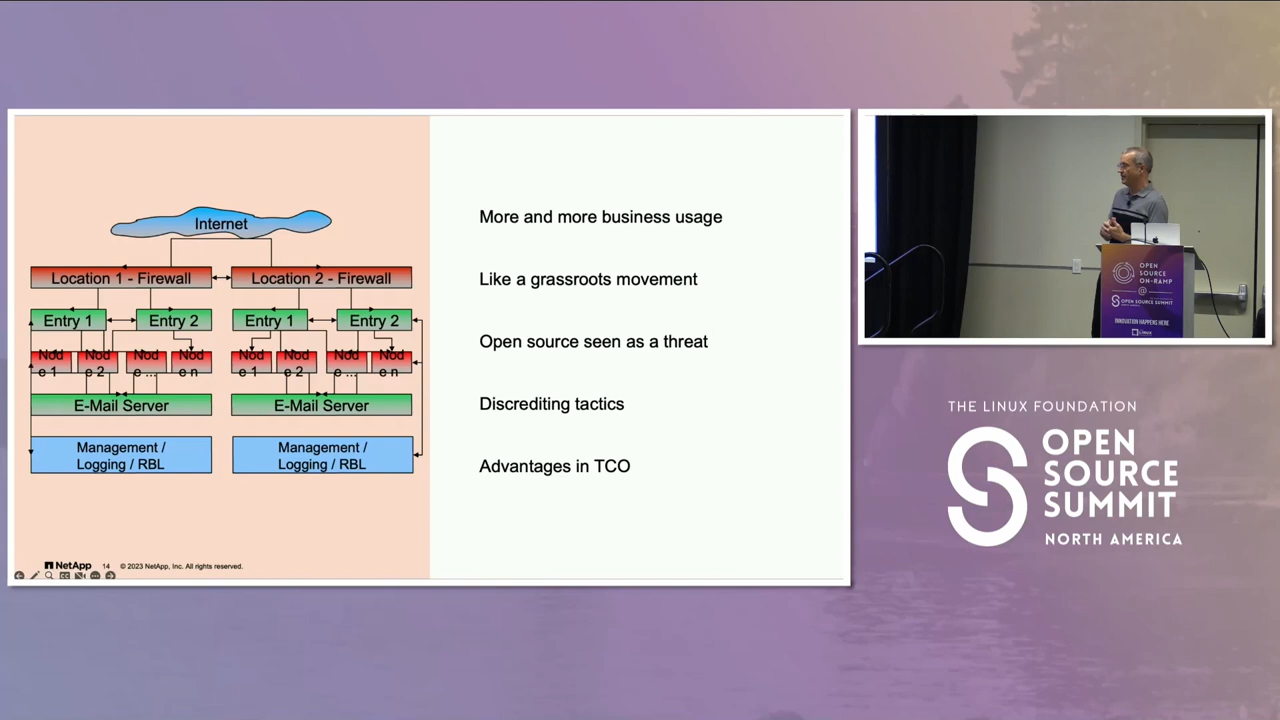 Internet
Location 1 - Firewall
Location 2 - Firewall
Entry 1
Entry 2
Entry 1
Entry 2
Nod
e 1
Nod
e 2
Nod
e ...
Nod
e n
Nod
e 1
Nod
e 2
Nod
e ...
Nod
e n
E-Mail Server
E-Mail Server
Management /
Logging / RBL
Management /
Logging / RBL
NetApp 14 © 2023 NetApp, Inc. All rights reserved.
More and more business usage
Like a grassroots movement
Open source seen as a threat
Discrediting tactics
Advantages in TCO
OPEN
SOURCE
ON-RAMP
@
OPEN SOURCE SUMMIT
INNOVATION HAPPENS HERE
THE LINUX FOUNDATION
OPEN
SOURCE
SUMMIT
NORTH AMERICA